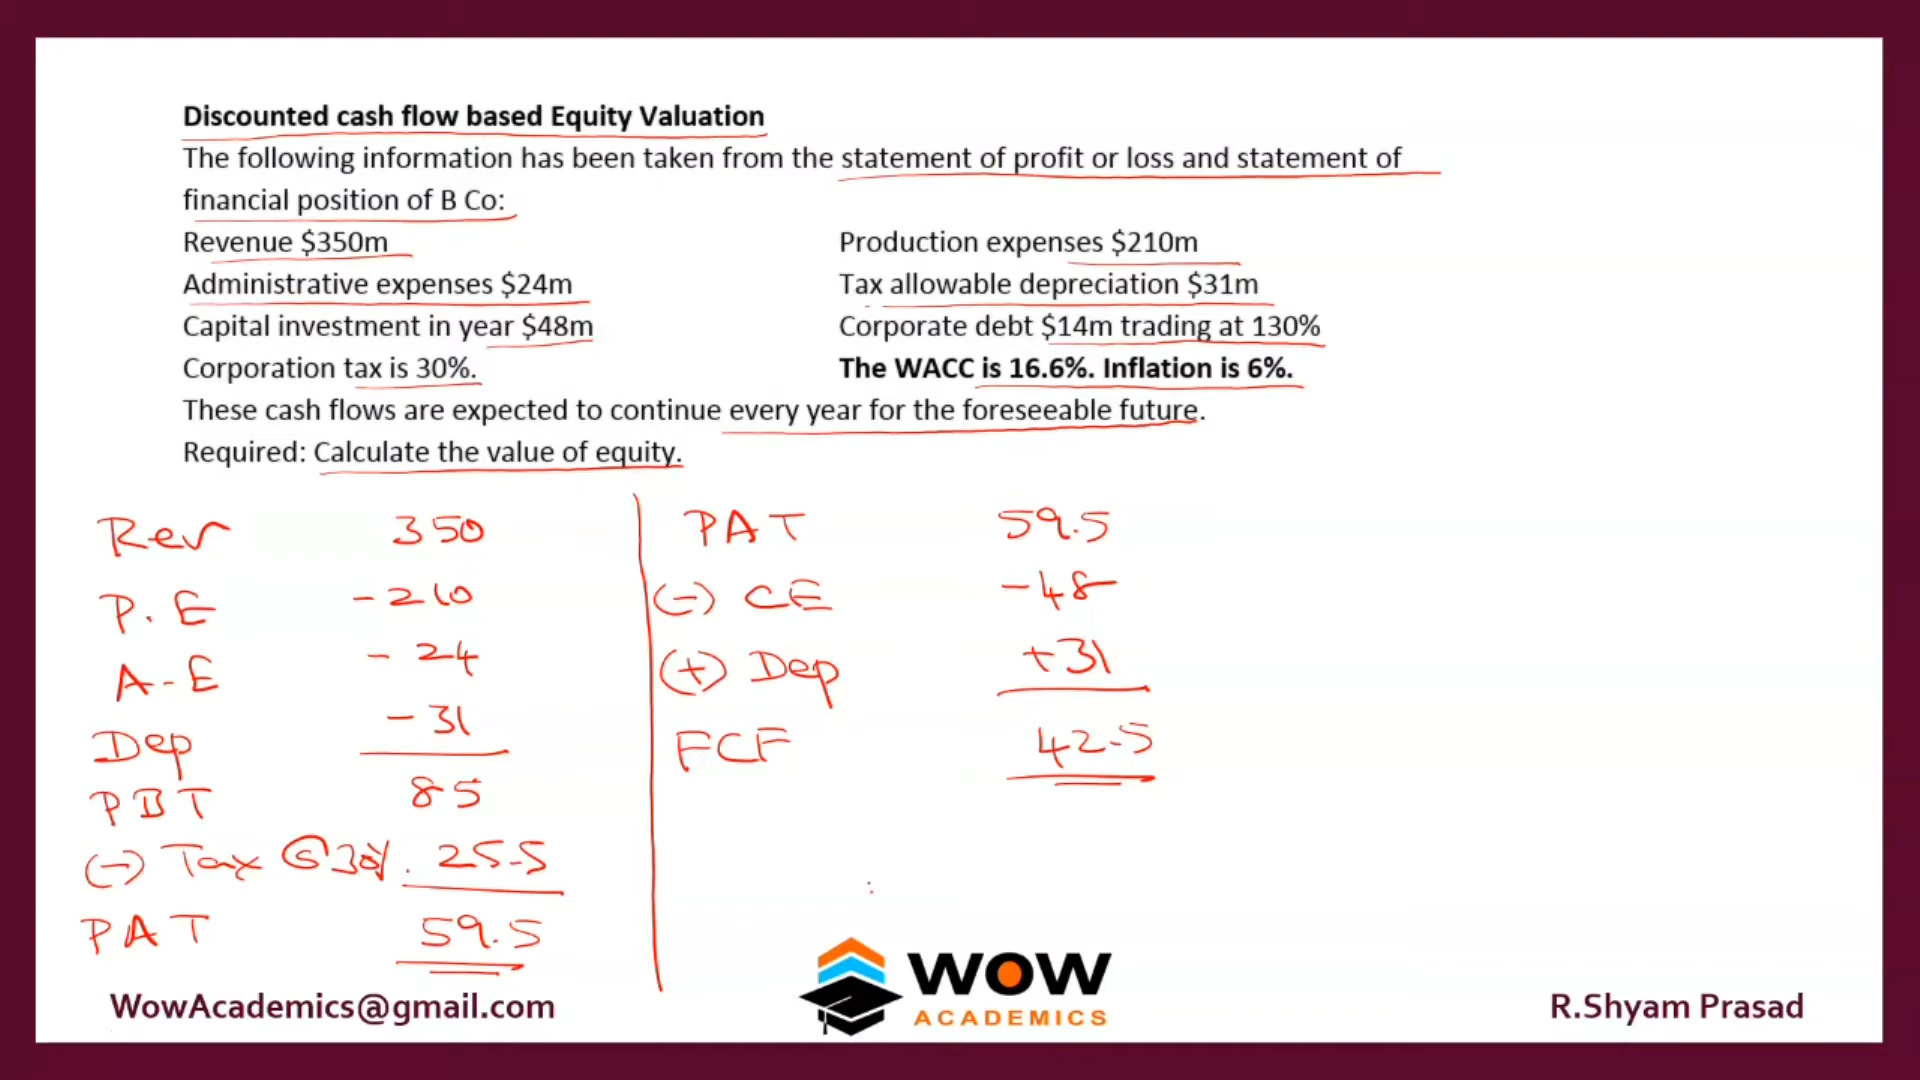 Discounted cash flow based Equity Valuation
The following information has been taken from the statement of profit or loss and statement of
financial position of B Co:
Revenue $350m Production expenses $210m
Administrative expenses $24m Tax allowable depreciation $31m
Capital investment in year $48m Corporate debt $14m trading at 130%
Corporation tax is 30%. The WACC is 16.6%. Inflation is 6%.
These cash flows are expected to continue every year for the foreseeable future.
Required: Calculate the value of equity.
Rev 350
P.E -210
A-E - 24
Dep - 31
PBT 85
(-) Tax @30%. 25.5
PAT 59.5
PAT 59.5
(-) CE -48
(+) Dep +31
FCF 42.5
WowAcademics@gmail.com
WOW
ACADEMICS
R.Shyam Prasad